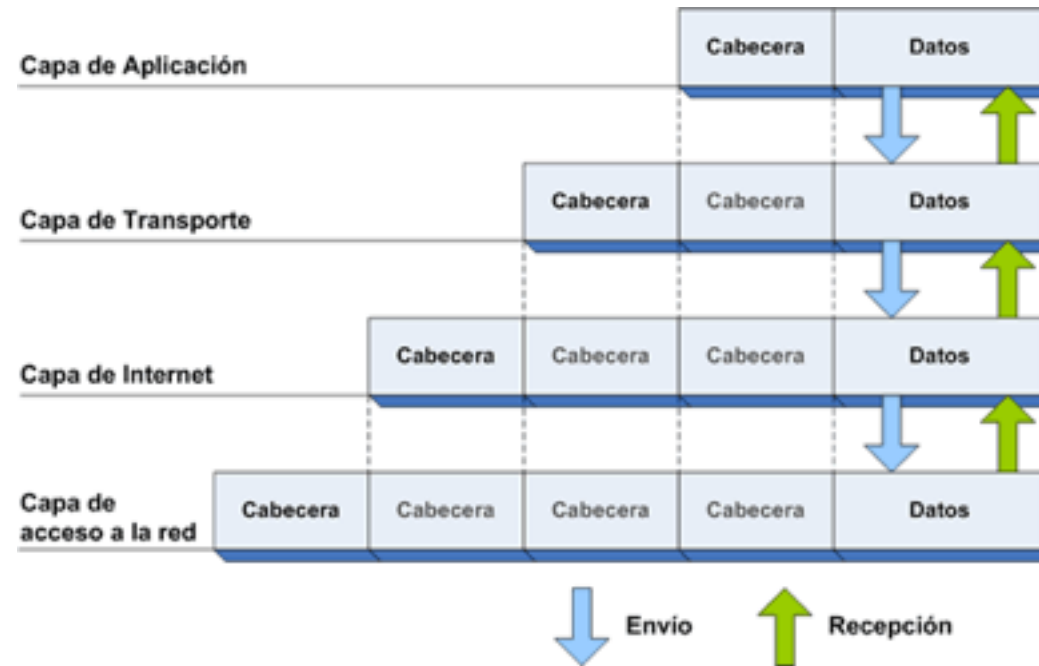 Cabecera Datos
Capa de Aplicación
Cabecera Cabecera Datos
Capa de Transporte
Cabecera Cabecera Cabecera Datos
Capa de Internet
Capa de
acceso a la red
Cabecera Cabecera Cabecera Cabecera Datos
Envío Recepción